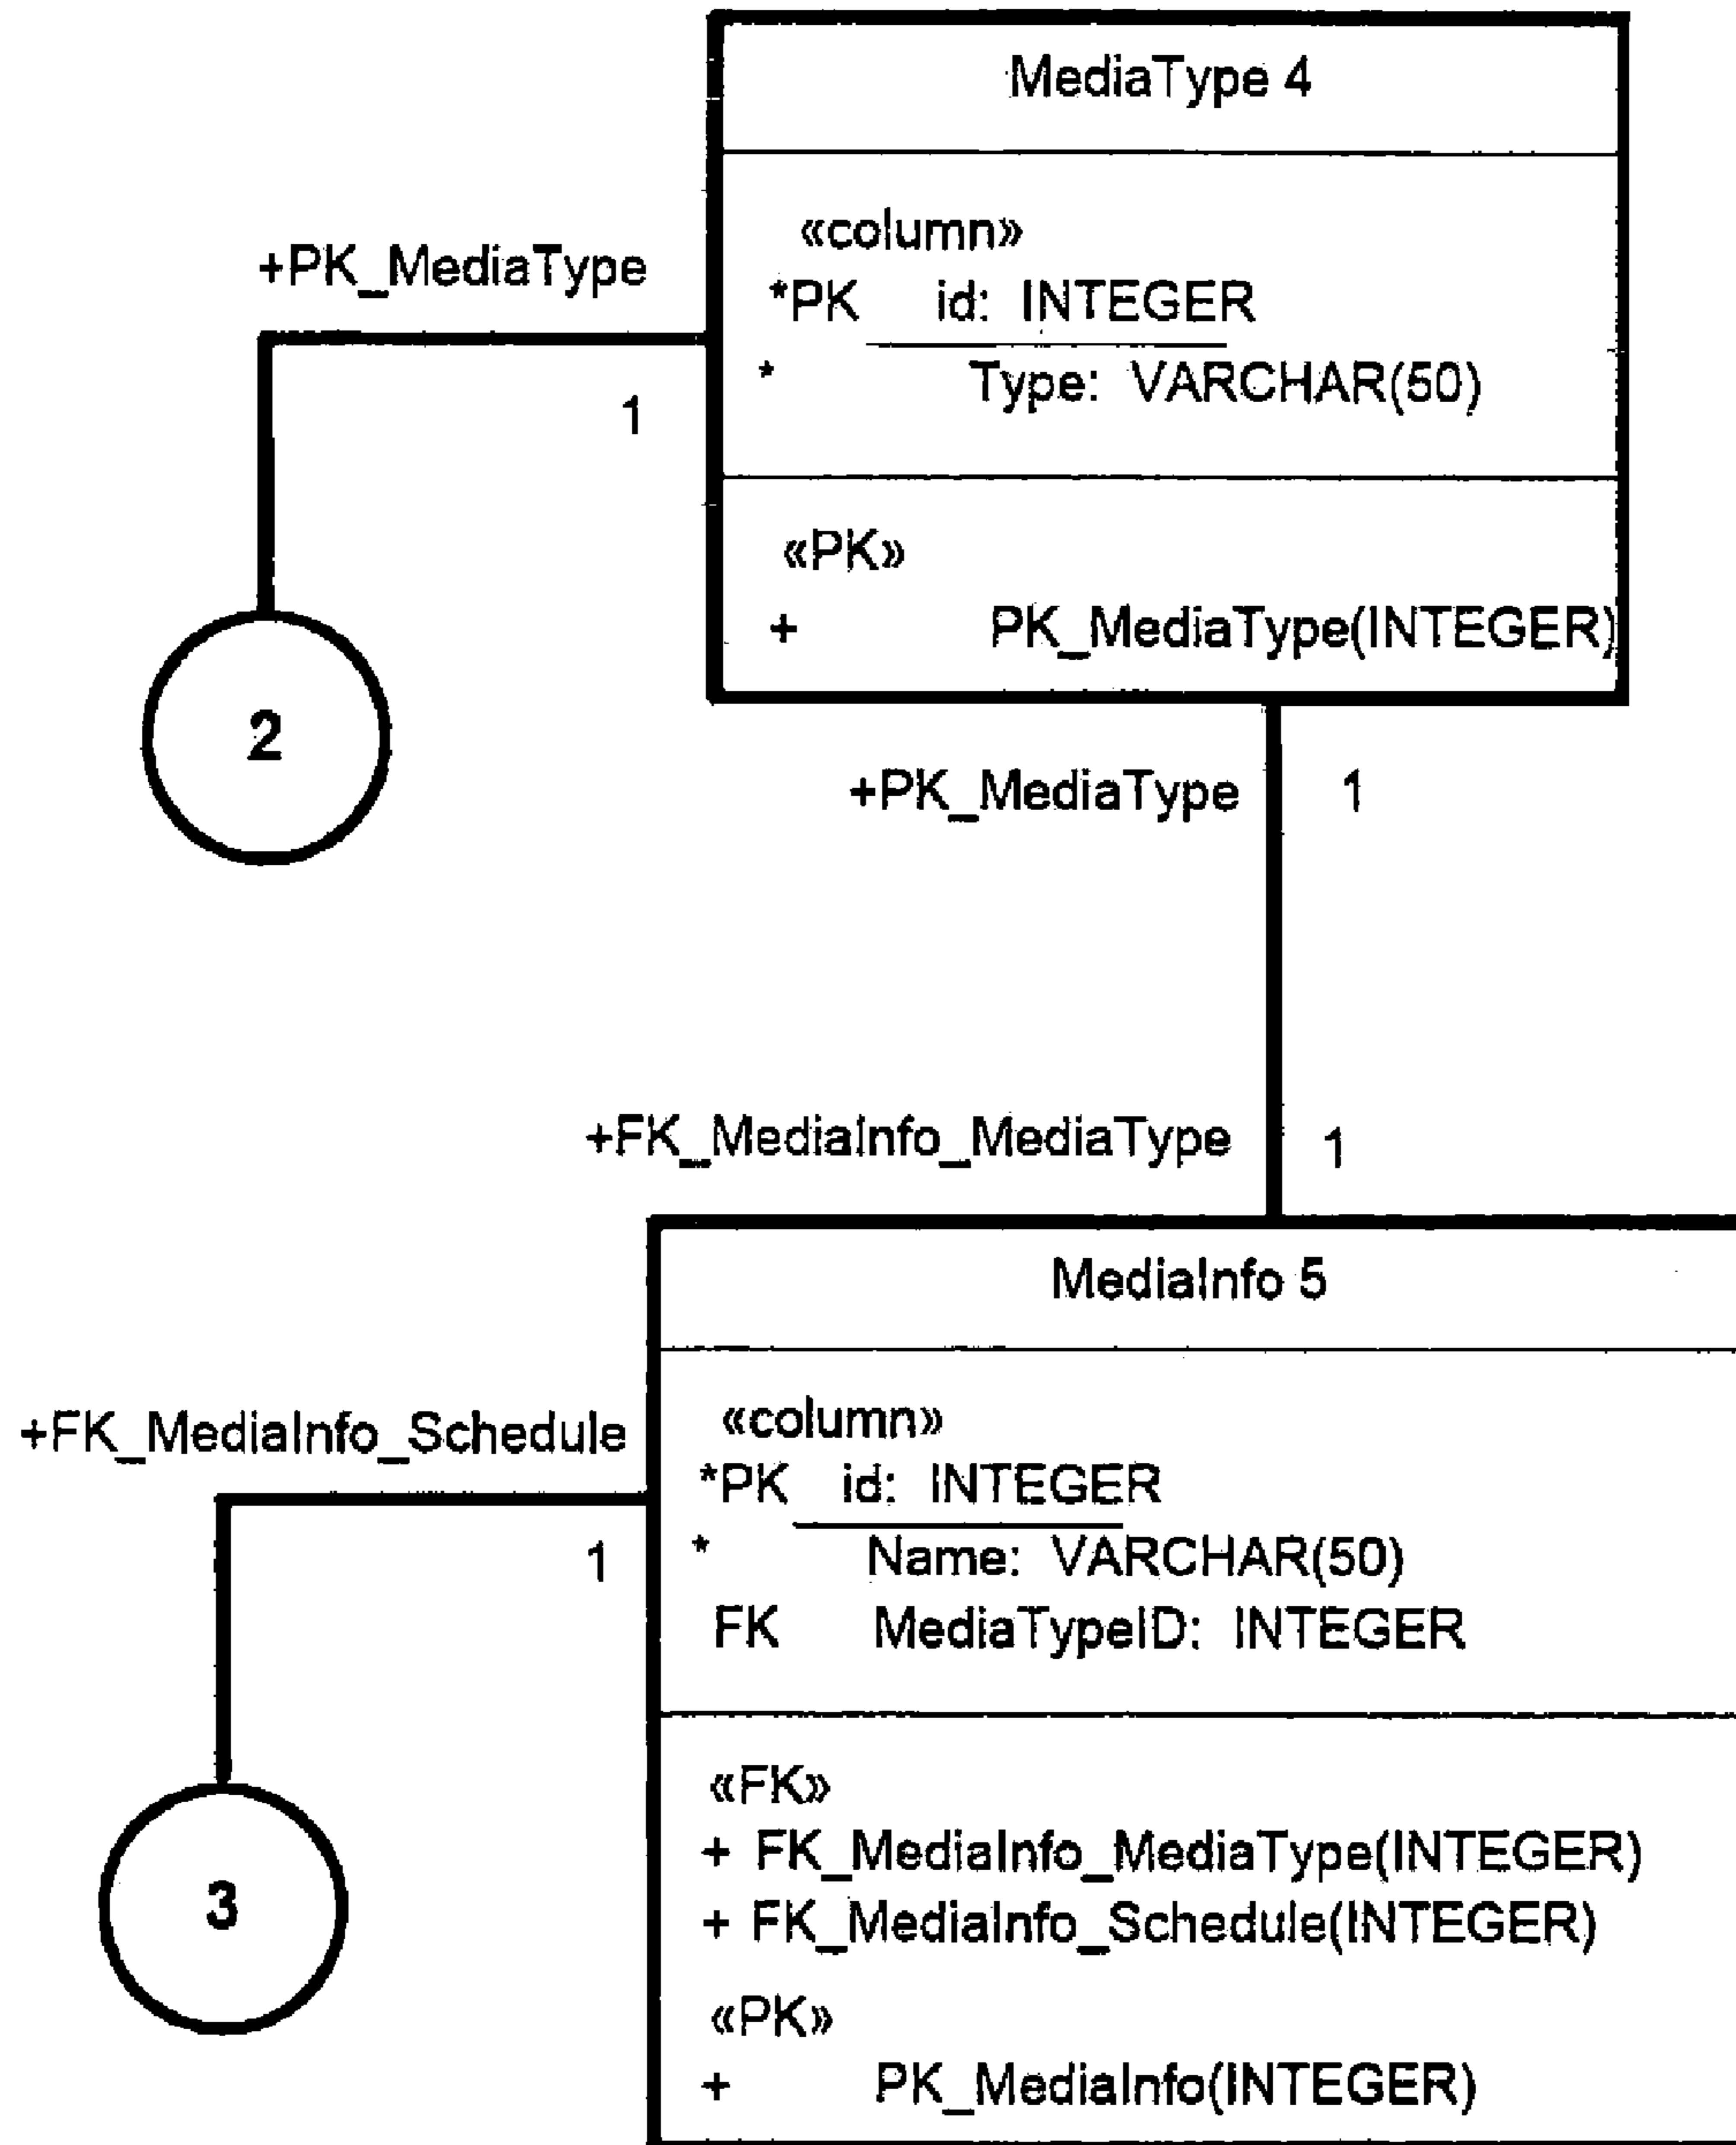 MediaType 4
«column»
*PK id: INTEGER
* Type: VARCHAR(50)
«PK»
+ PK_MediaType(INTEGER)
+PK_MediaType
1
2
+PK_MediaType 1
+FK_MediaInfo_MediaType 1
MediaInfo 5
«column»
*PK id: INTEGER
* Name: VARCHAR(50)
FK MediaTypeID: INTEGER
«FK»
+ FK_MediaInfo_MediaType(INTEGER)
+ FK_MediaInfo_Schedule(INTEGER)
«PK»
+ PK_MediaInfo(INTEGER)
+FK_MediaInfo_Schedule
1
3